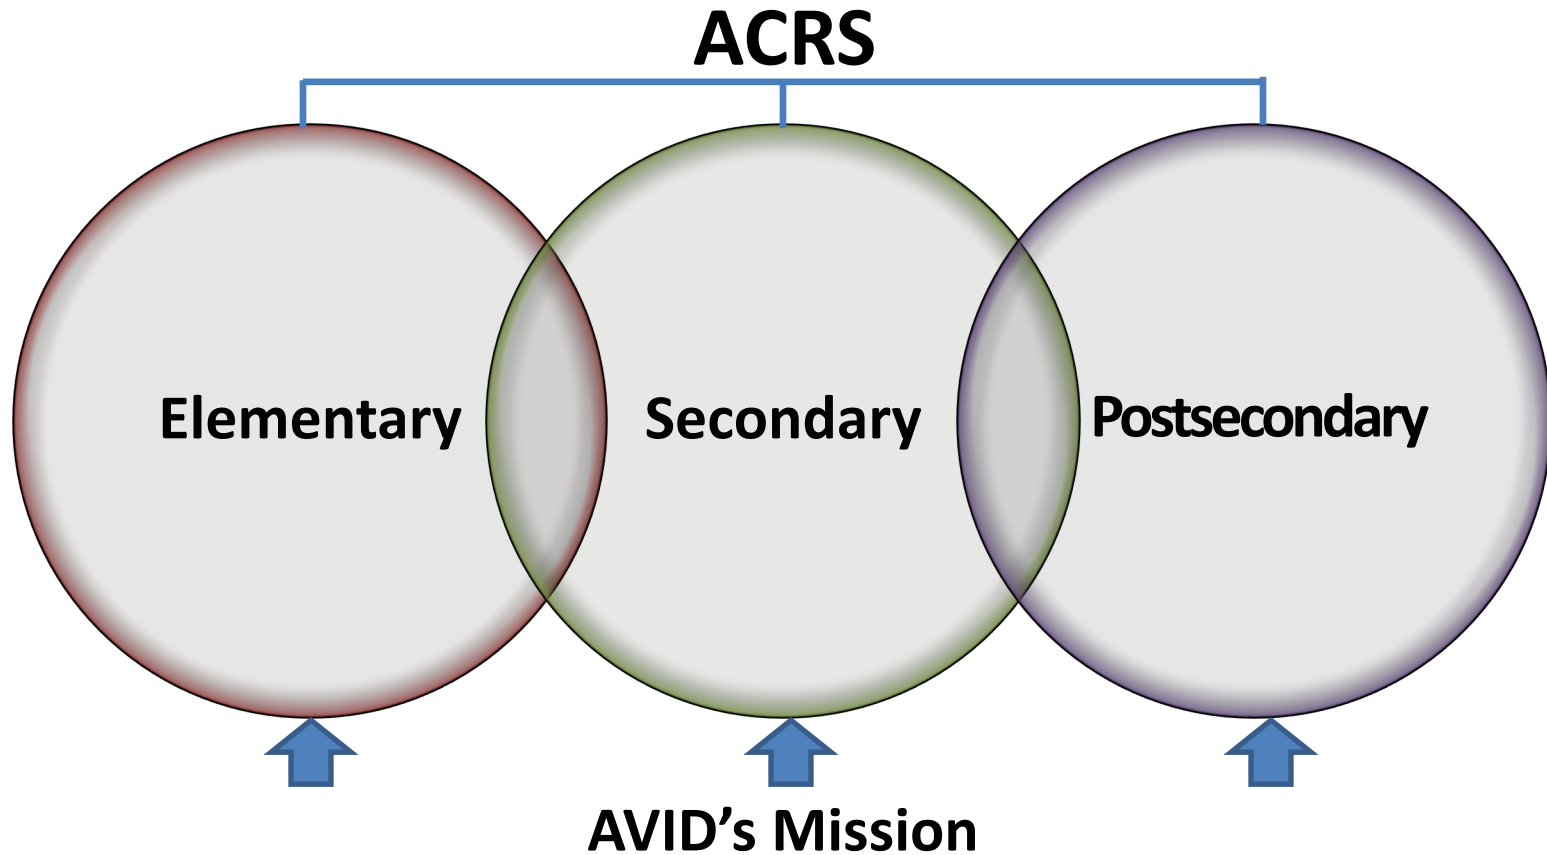 ACRS
Elementary
Secondary
Postsecondary
AVID’s Mission